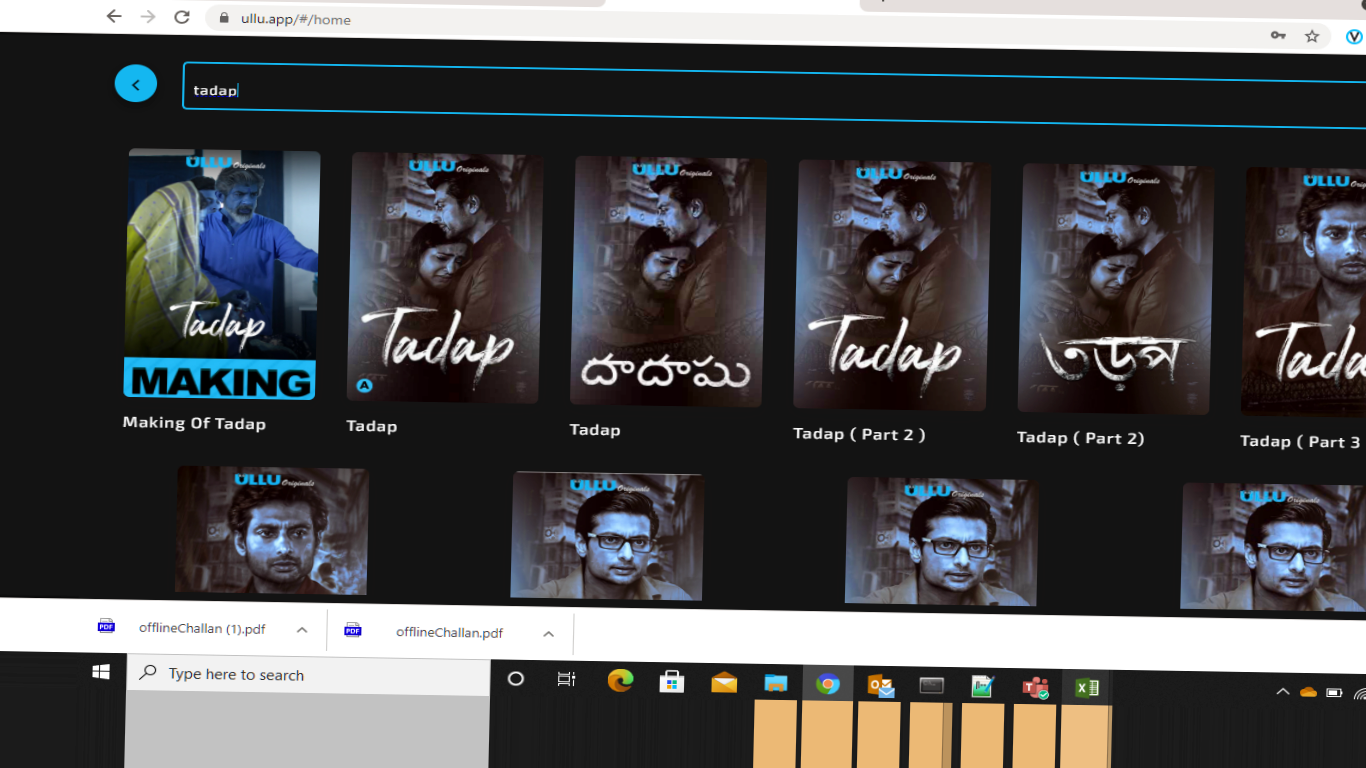 ullu.app/#/home
tadap
ULLU Originals
Tadap
MAKING
Making Of Tadap
ULLU Originals
Tadap
A
Tadap
ULLU Originals
దాదాపు
Tadap
ULLU Originals
Tadap
Tadap ( Part 2 )
ULLU Originals
তড়প
Tadap ( Part 2)
ULLU
Tada
Tadap ( Part 3
ULLU Originals
ULLU Originals
ULLU Originals
ULLU Originals
PDF offlineChallan (1).pdf
PDF offlineChallan.pdf
Type here to search